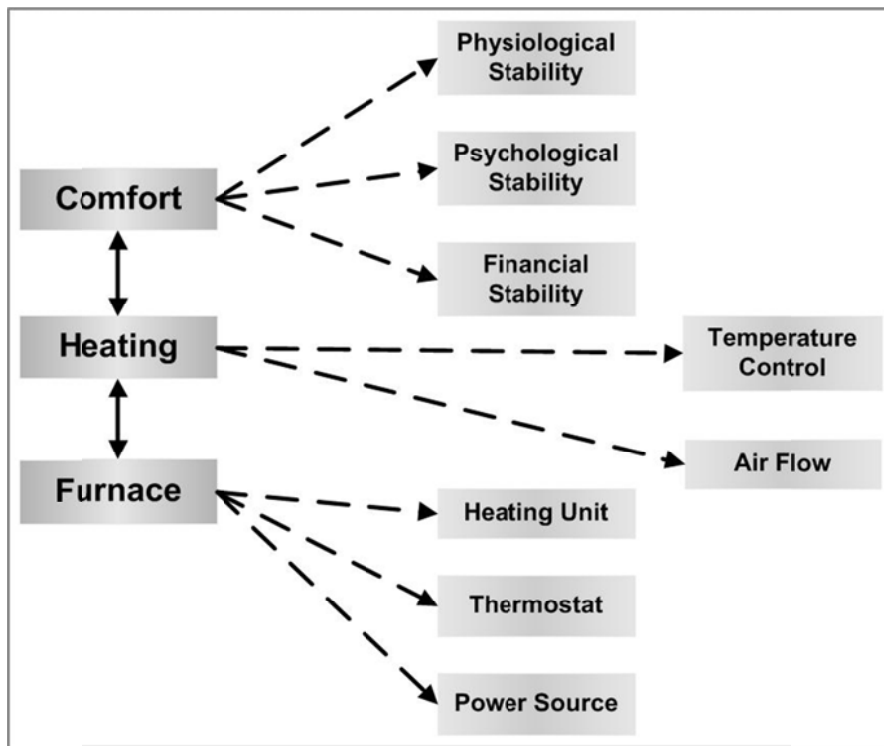 Physiological
Stability
Psychological
Stability
Comfort
Financial
Stability
Heating
Temperature
Control
Air Flow
Furnace
Heating Unit
Thermostat
Power Source